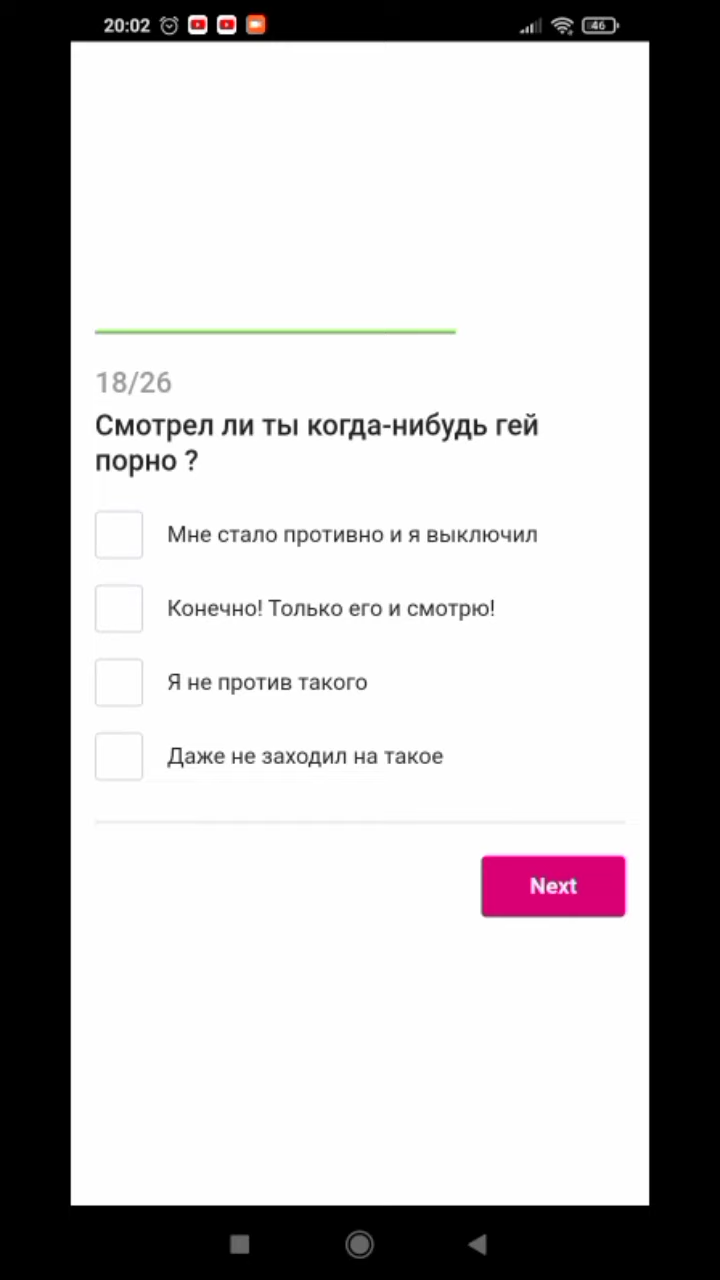 20:02
46
18/26
Смотрел ли ты когда-нибудь гей
порно ?
Мне стало противно и я выключил
Конечно! Только его и смотрю!
Я не против такого
Даже не заходил на такое
Next